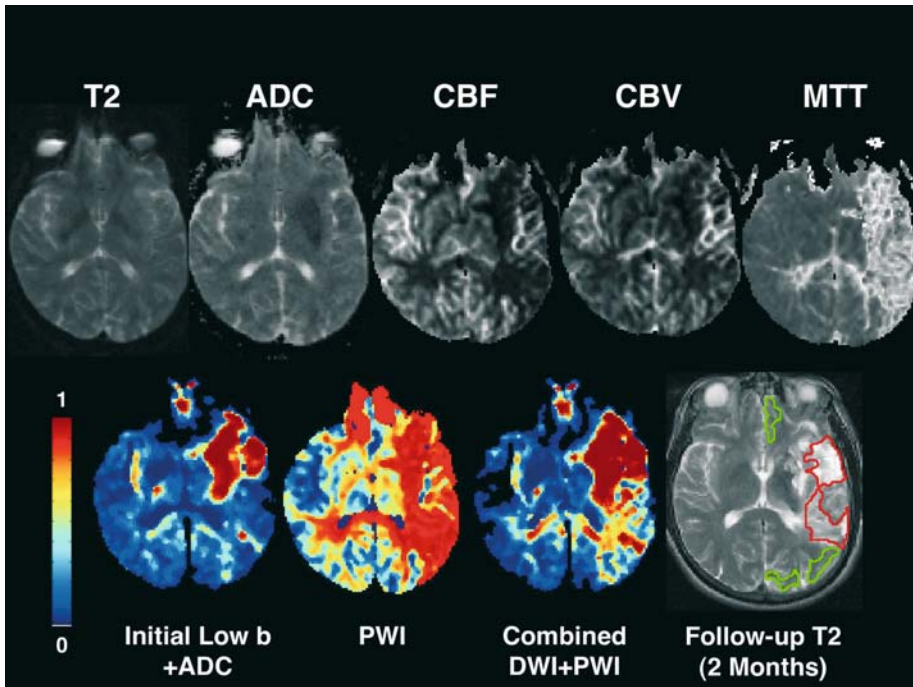 T2 ADC CBF CBV MTT
1
0
Initial Low b
+ADC
PWI
Combined
DWI+PWI
Follow-up T2
(2 Months)